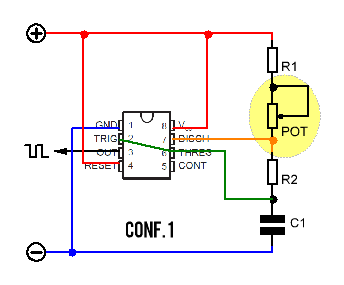 R1
POT
GND 1 8 V
TRIG 2 7 DISCH
OUT 3 6 THRES
RESET 4 5 CONT
R2
C1
CONF.1